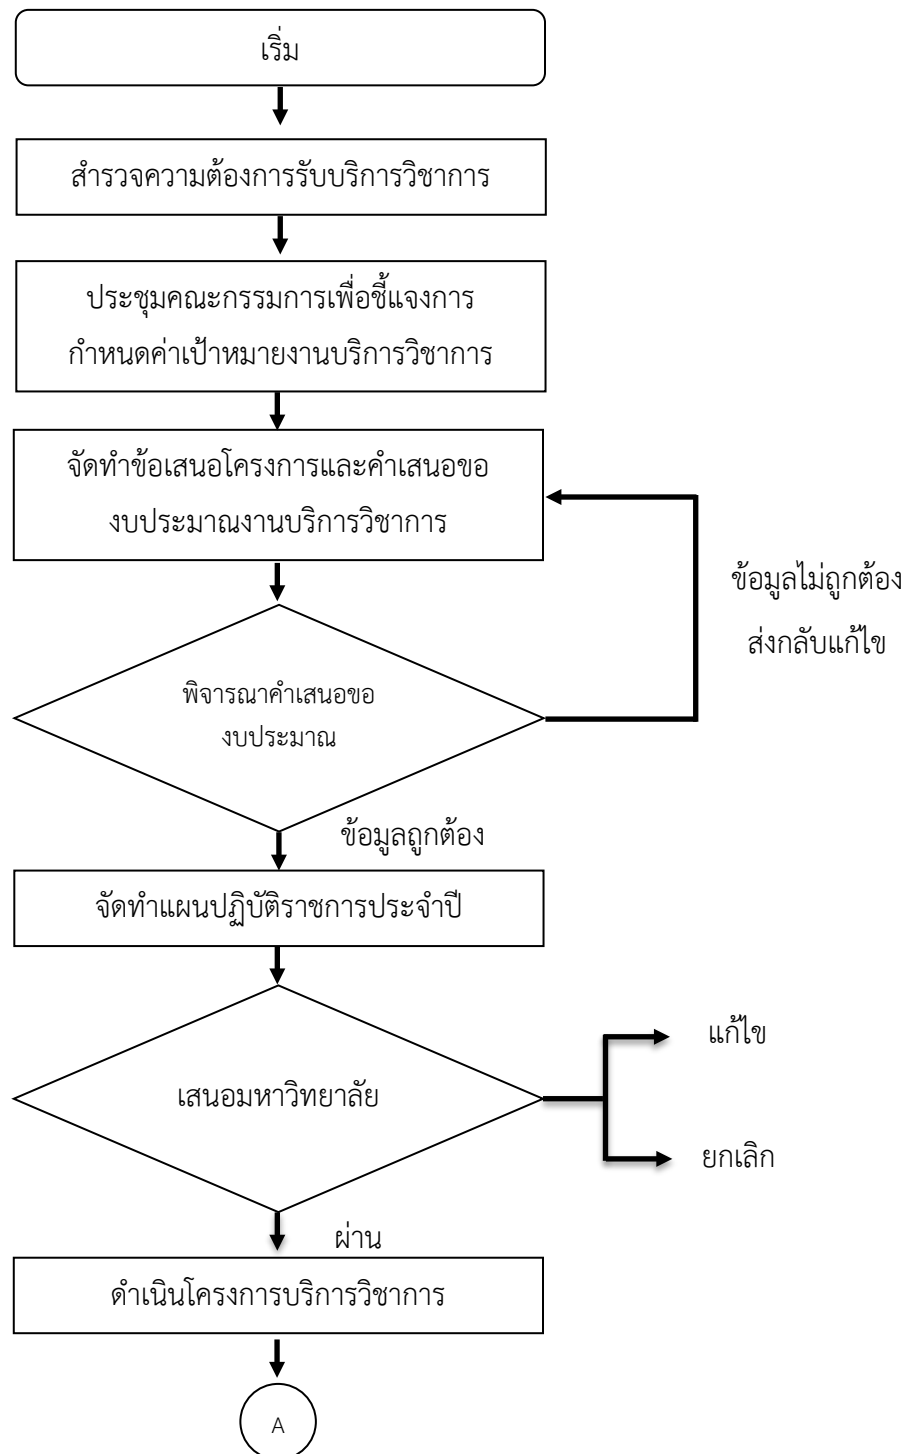 เริ่ม
สำรวจความต้องการรับบริการวิชาการ
ประชุมคณะกรรมการเพื่อชี้แจงการ
กำหนดค่าเป้าหมายงานบริการวิชาการ
จัดทำข้อเสนอโครงการและคำเสนอขอ
งบประมาณงานบริการวิชาการ
ข้อมูลไม่ถูกต้อง
ส่งกลับแก้ไข
พิจารณาคำเสนอขอ
งบประมาณ
ข้อมูลถูกต้อง
จัดทำแผนปฏิบัติราชการประจำปี
แก้ไข
เสนอมหาวิทยาลัย
ยกเลิก
ผ่าน
ดำเนินโครงการบริการวิชาการ
A